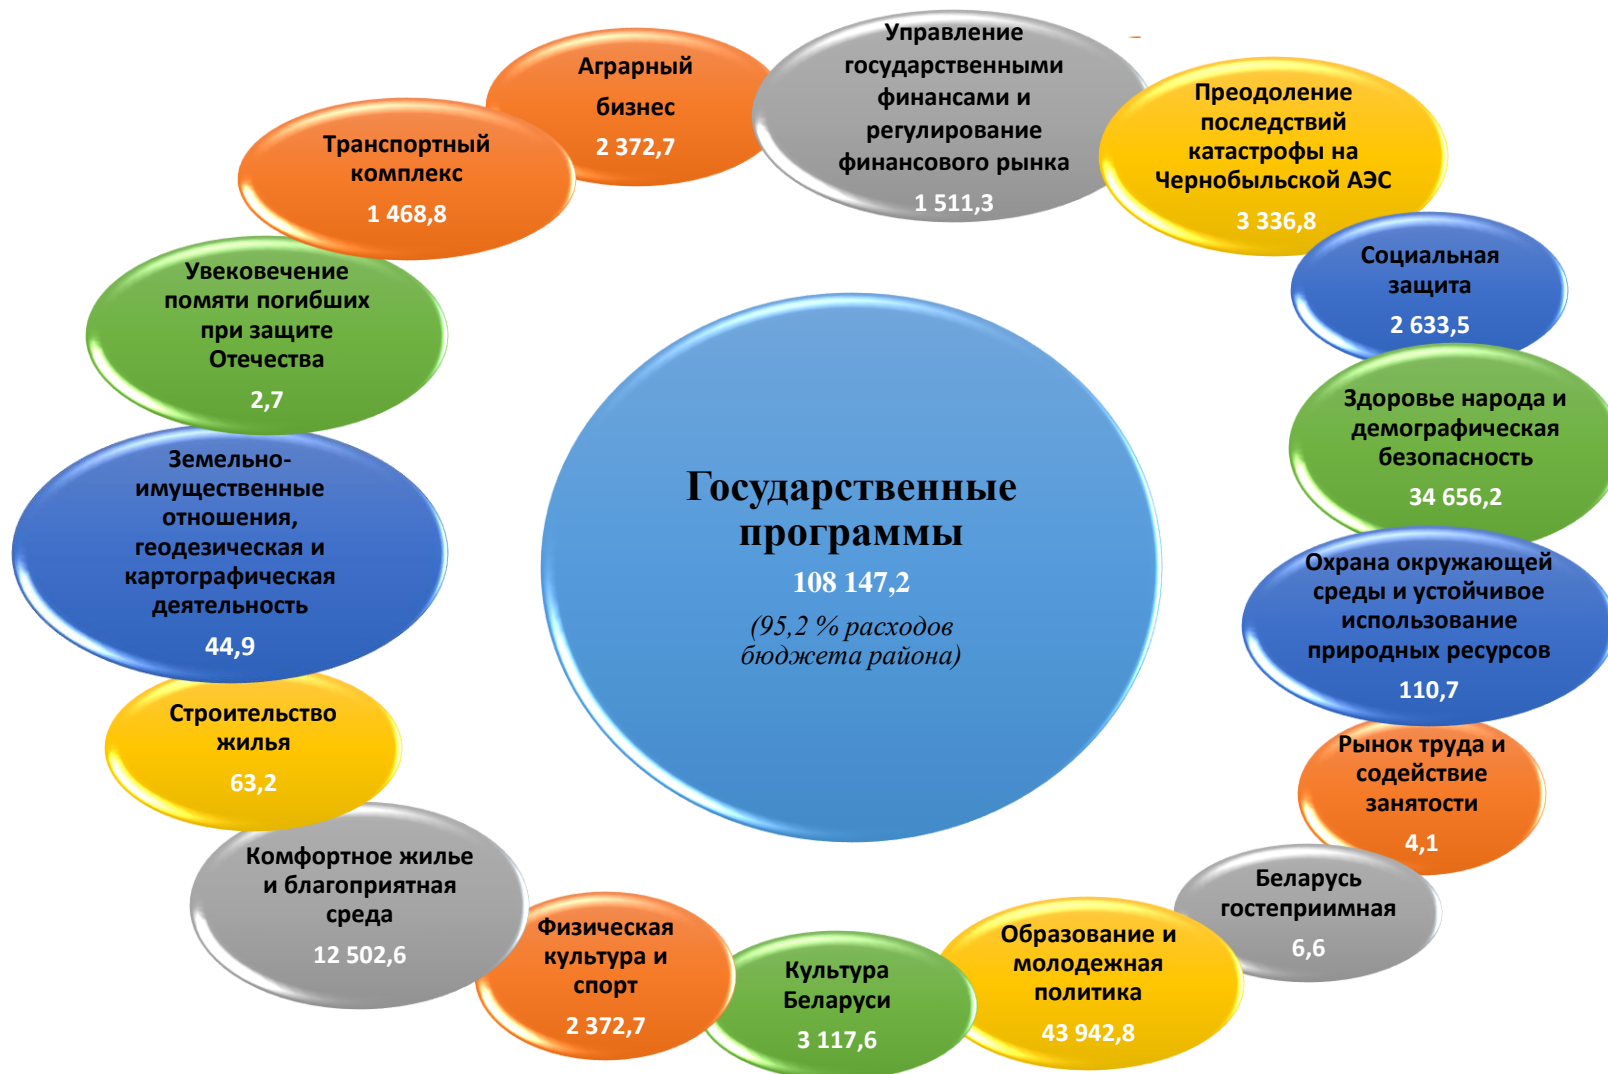 Управление
государственными
финансами и
регулирование
финансового рынка
1 511,3
Преодоление
последствий
катастрофы на
Чернобыльской АЭС
3 336,8
Социальная
защита
2 633,5
Здоровье народа и
демографическая
безопасность
34 656,2
Охрана окружающей
среды и устойчивое
использование
природных ресурсов
110,7
Рынок труда и
содействие
занятости
4,1
Беларусь
гостеприимная
6,6
Образование и
молодежная
политика
43 942,8
Культура
Беларуси
3 117,6
Физическая
культура и
спорт
2 372,7
Комфортное жилье
и благоприятная
среда
12 502,6
Строительство
жилья
63,2
Земельно-
имущественные
отношения,
геодезическая и
картографическая
деятельность
44,9
Увековечение
помяти погибших
при защите
Отечества
2,7
Транспортный
комплекс
1 468,8
Аграрный
бизнес
2 372,7
Государственные
программы
108 147,2
(95,2 % расходов
бюджета района)